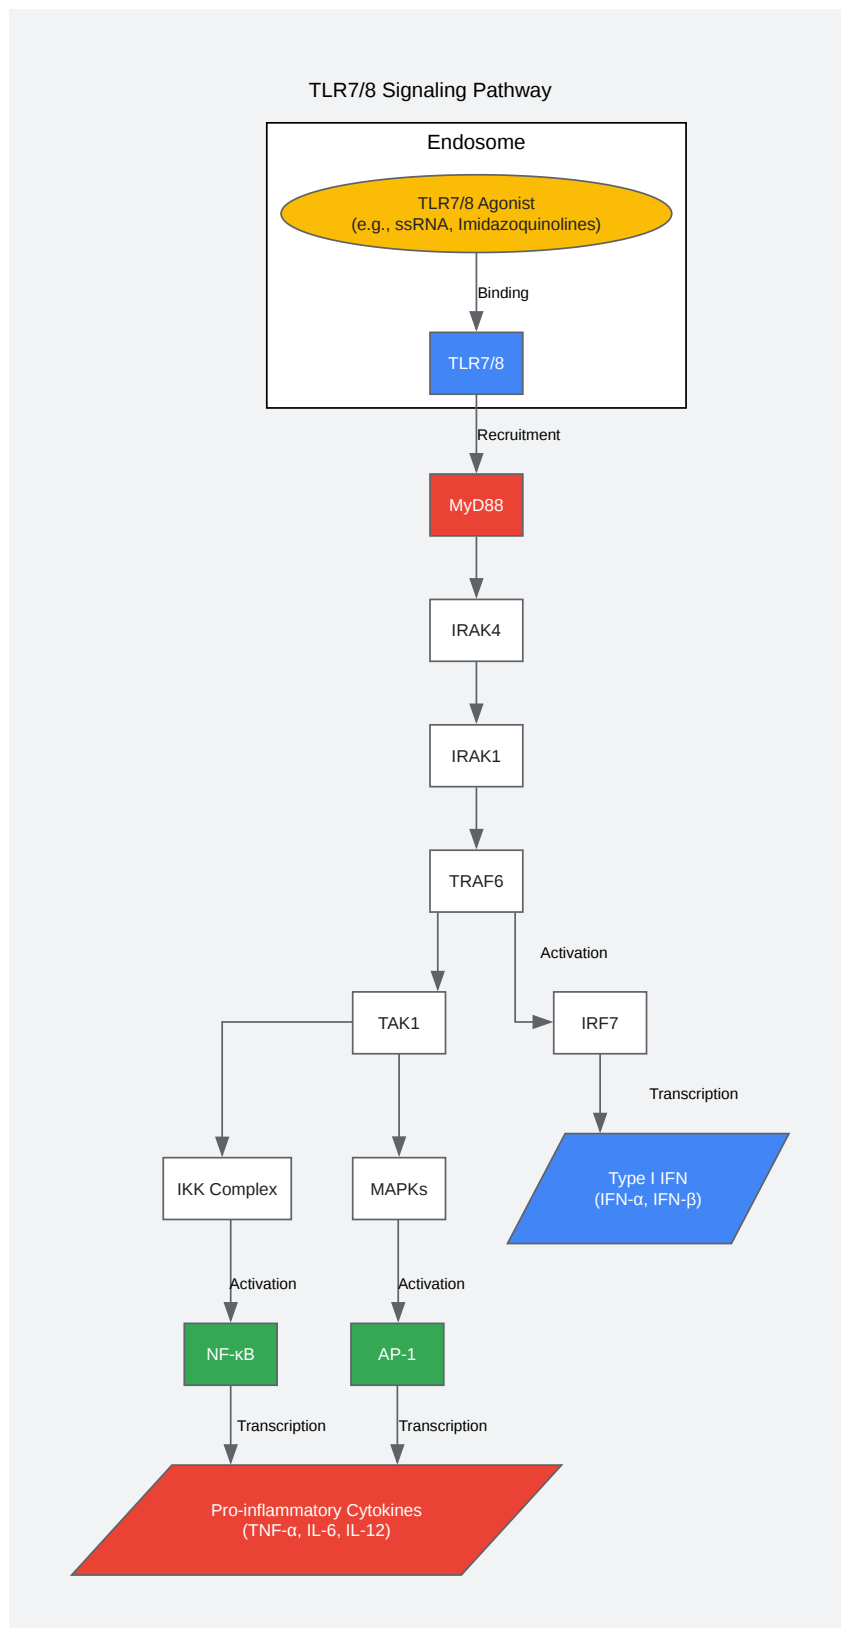 TLR7/8 Signaling Pathway
Endosome
TLR7/8 Agonist
(e.g., ssRNA, Imidazoquinolines)
Binding
TLR7/8
Recruitment
MyD88
IRAK4
IRAK1
TRAF6
Activation
TAK1
IRF7
Transcription
Type I IFN
(IFN-α, IFN-β)
IKK Complex
MAPKs
Activation
Activation
NF-κB
AP-1
Transcription
Transcription
Pro-inflammatory Cytokines
(TNF-α, IL-6, IL-12)